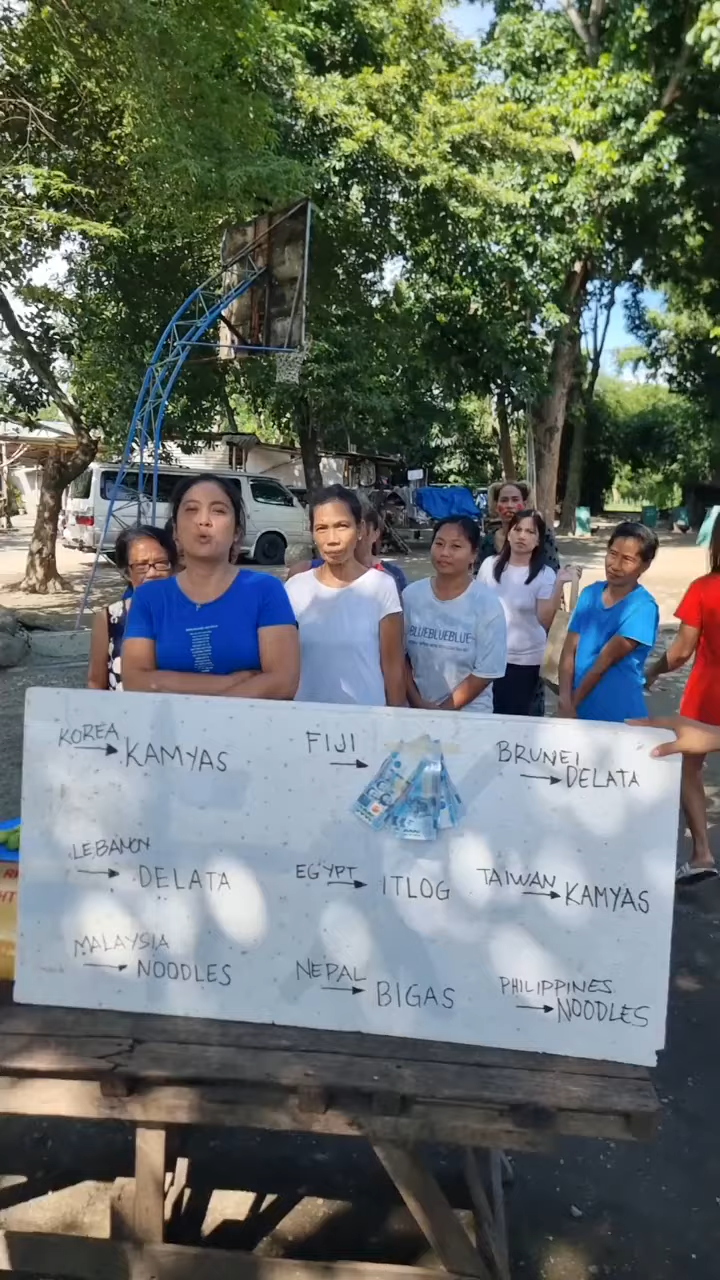 BLUEBLUEBLUE
KOREA
KAMYAS
FIJI
BRUNEI
DELATA
LEBANON
DELATA
EGYPT
ITLOG
TAIWAN
KAMYAS
MALAYSIA
NOODLES
NEPAL
BIGAS
PHILIPPINES
NOODLES